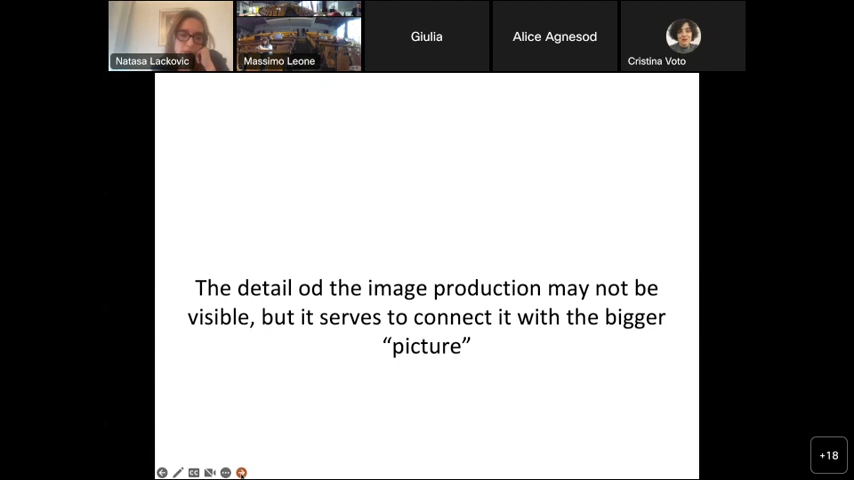 Natasa Lackovic
Massimo Leone
Giulia
Alice Agnesod
Cristina Voto
The detail od the image production may not be
visible, but it serves to connect it with the bigger
“picture”
CC
+18